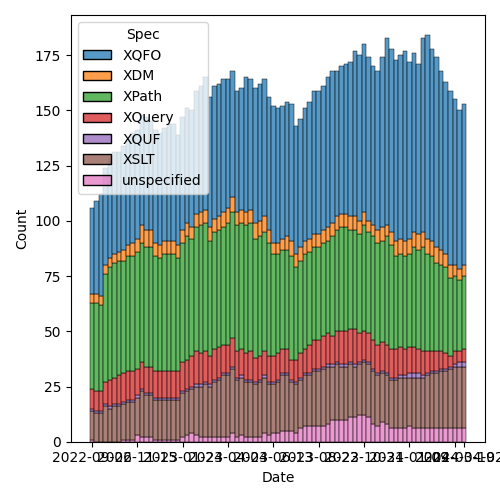 Spec
XQFO
XDM
XPath
XQuery
XQUF
XSLT
unspecified
Count
175
150
125
100
75
50
25
0
Date